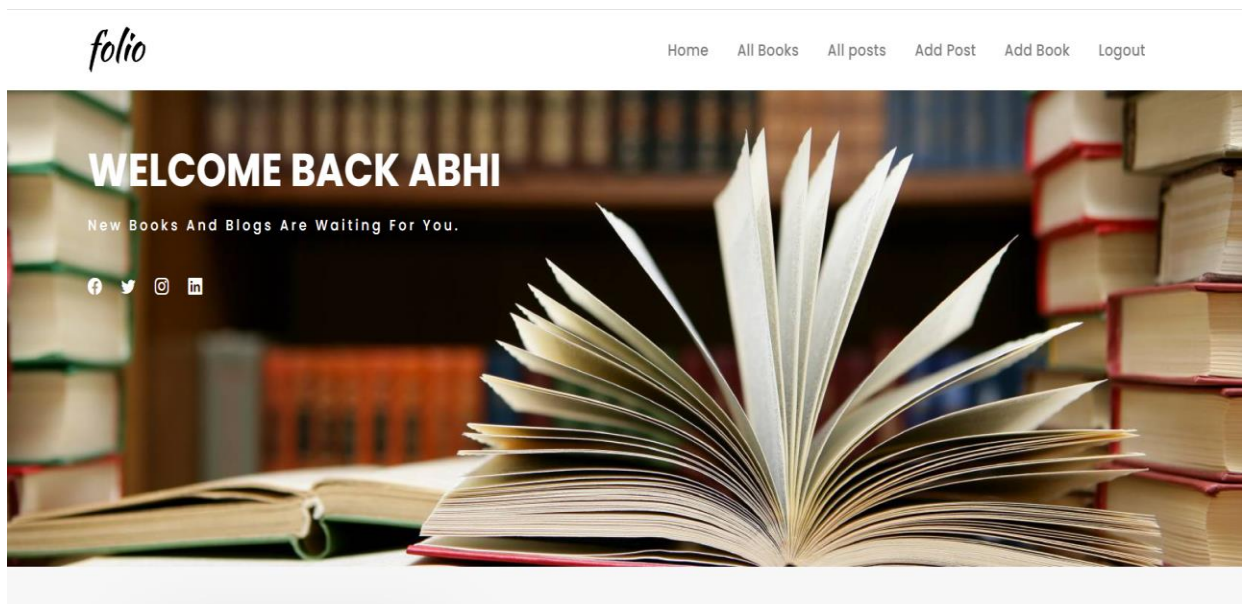 folio
Home All Books All posts Add Post Add Book Logout
WELCOME BACK ABHI
New Books And Blogs Are Waiting For You.